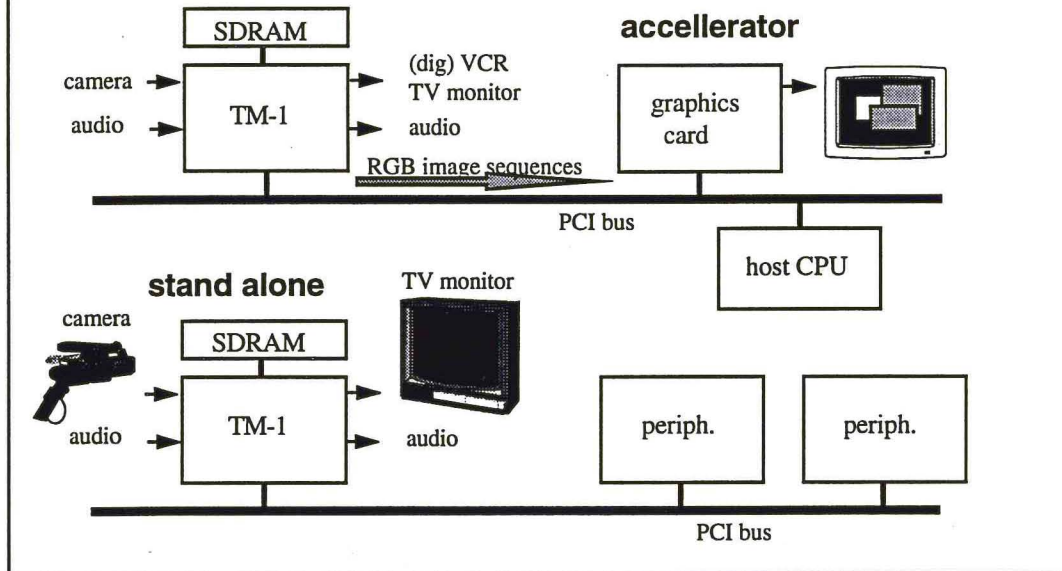 SDRAM
accellerator
camera
(dig) VCR
TV monitor
TM-1
graphics
card
audio
audio
RGB image sequences
PCI bus
host CPU
stand alone
TV monitor
camera
SDRAM
TM-1
periph.
periph.
audio
audio
PCI bus